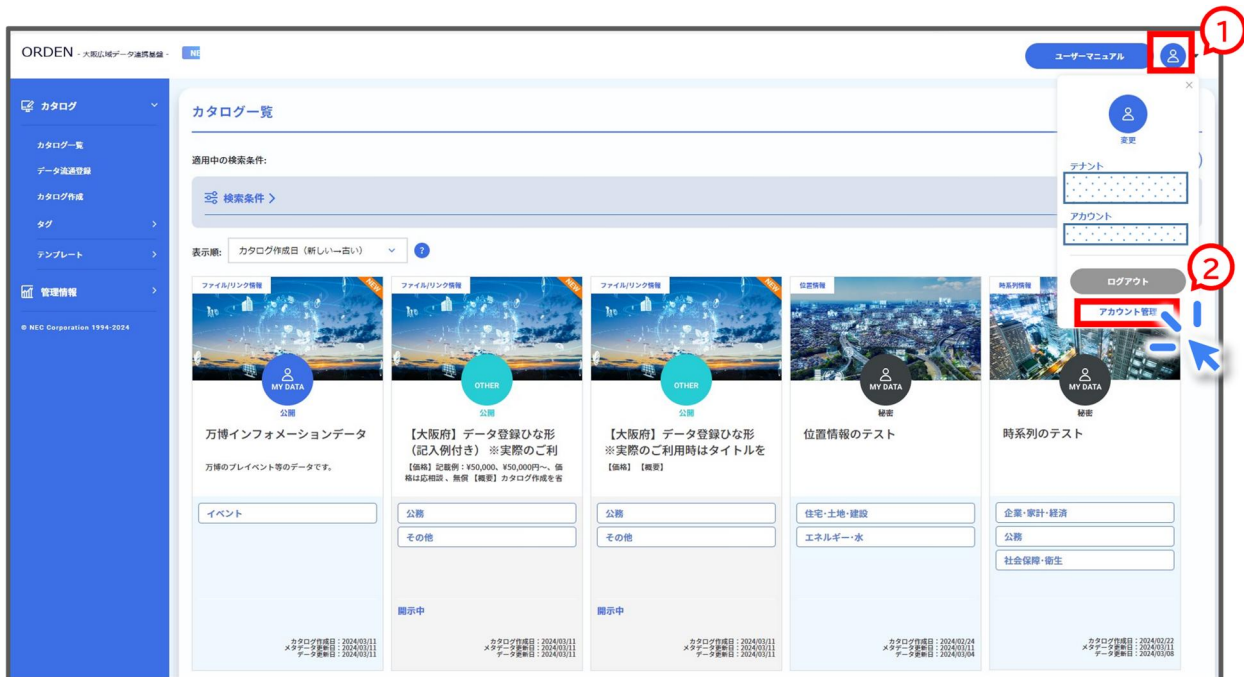 ORDEN - 大阪広域データ連携基盤 -
NE
ユーザーマニュアル
1
カタログ
カタログ一覧
データ流通登録
カタログ作成
タグ
テンプレート
管理情報
© NEC Corporation 1994-2024
カタログ一覧
適用中の検索条件:
検索条件
表示順:
カタログ作成日（新しい→古い）
?
変更
テナント
アカウント
ログアウト
2
アカウント管理
ファイル/リンク情報
NEW
MY DATA
公開
万博インフォメーションデータ
万博のプレイベント等のデータです。
イベント
カタログ作成日：2024/03/11
メタデータ更新日：2024/03/11
データ更新日：2024/03/11
ファイル/リンク情報
NEW
OTHER
公開
【大阪府】データ登録ひな形
（記入例付き） ※実際のご利
【価格】記載例：¥50,000、¥50,000円～、価
格は応相談 、無償 【概要】カタログ作成を省
公務
その他
開示中
カタログ作成日：2024/03/11
メタデータ更新日：2024/03/11
データ更新日：2024/03/11
ファイル/リンク情報
NEW
OTHER
公開
【大阪府】データ登録ひな形
※実際のご利用時はタイトルを
【価格】 【概要】
公務
その他
開示中
カタログ作成日：2024/03/11
メタデータ更新日：2024/03/11
データ更新日：2024/03/11
位置情報
MY DATA
秘密
位置情報のテスト
住宅･土地･建設
エネルギー･水
カタログ作成日：2024/02/24
メタデータ更新日：2024/03/11
データ更新日：2024/03/04
時系列情報
MY DATA
秘密
時系列のテスト
企業･家計･経済
公務
社会保障･衛生
カタログ作成日：2024/02/22
メタデータ更新日：2024/03/11
データ更新日：2024/03/08